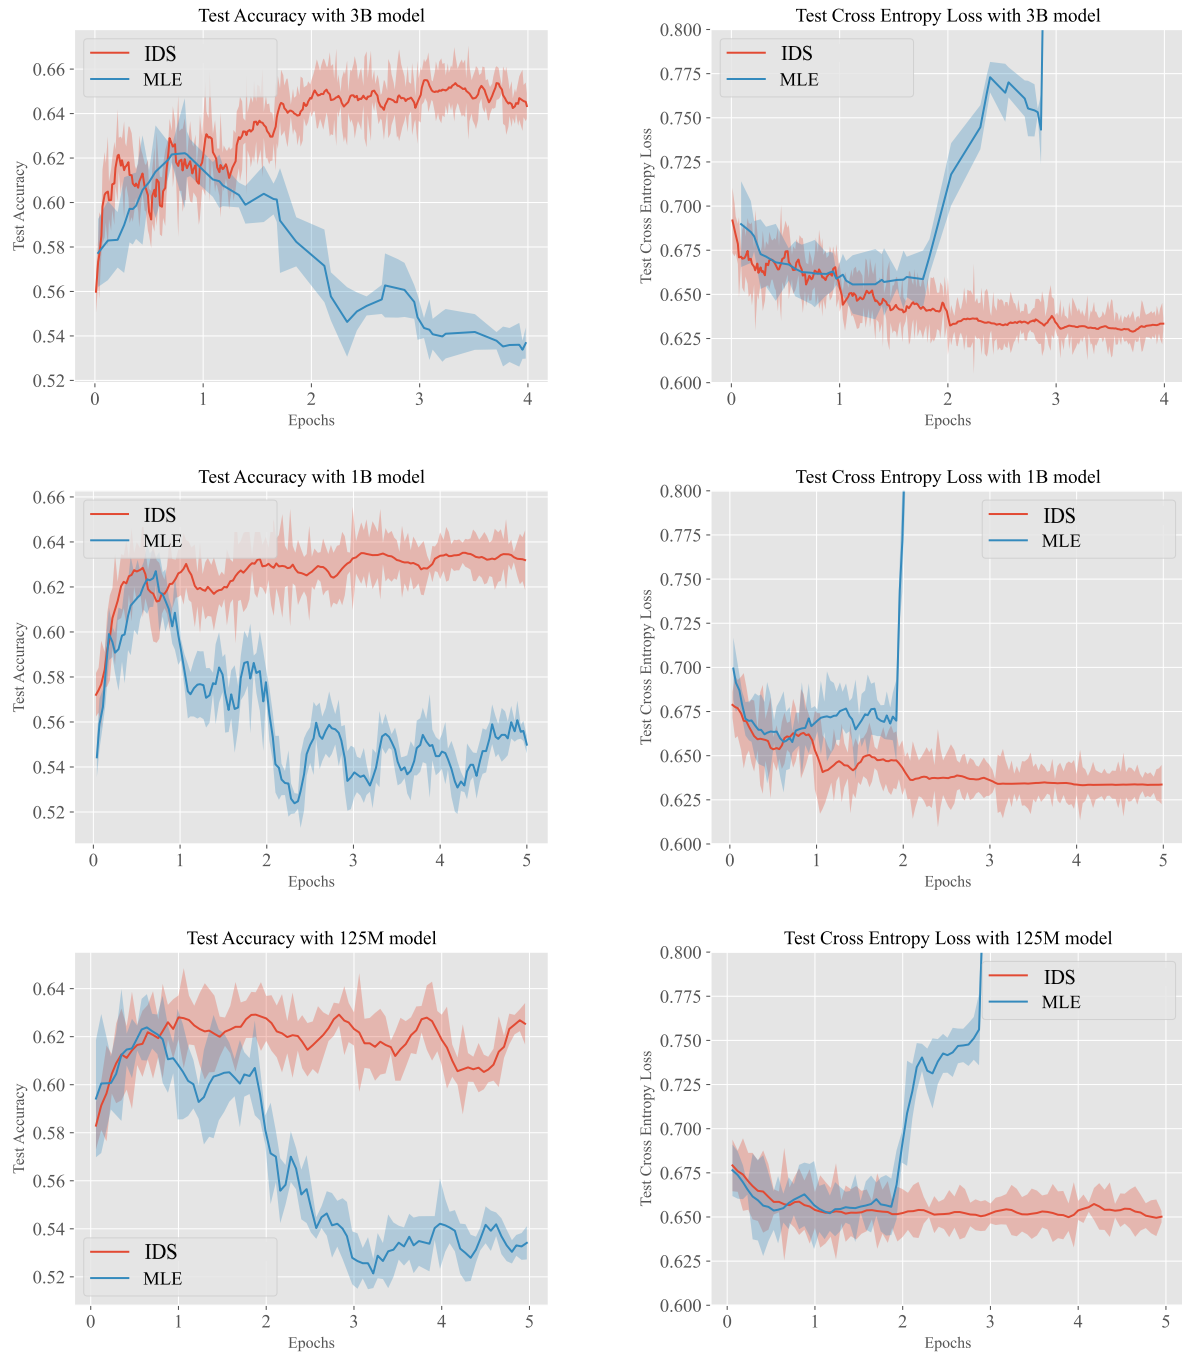 Test Accuracy with 3B model
IDS
MLE
0.66
0.64
0.62
0.60
0.58
0.56
0.54
0.52
Test Accuracy
0 1 2 3 4
Epochs
Test Cross Entropy Loss with 3B model
IDS
MLE
0.800
0.775
0.750
0.725
0.700
0.675
0.650
0.625
0.600
Test Cross Entropy Loss
0 1 2 3 4
Epochs
Test Accuracy with 1B model
IDS
MLE
0.66
0.64
0.62
0.60
0.58
0.56
0.54
0.52
Test Accuracy
0 1 2 3 4 5
Epochs
Test Cross Entropy Loss with 1B model
IDS
MLE
0.800
0.775
0.750
0.725
0.700
0.675
0.650
0.625
0.600
Test Cross Entropy Loss
0 1 2 3 4 5
Epochs
Test Accuracy with 125M model
0.64
0.62
0.60
0.58
0.56
0.54
0.52
Test Accuracy
IDS
MLE
0 1 2 3 4 5
Epochs
Test Cross Entropy Loss with 125M model
IDS
MLE
0.800
0.775
0.750
0.725
0.700
0.675
0.650
0.625
0.600
Test Cross Entropy Loss
0 1 2 3 4 5
Epochs